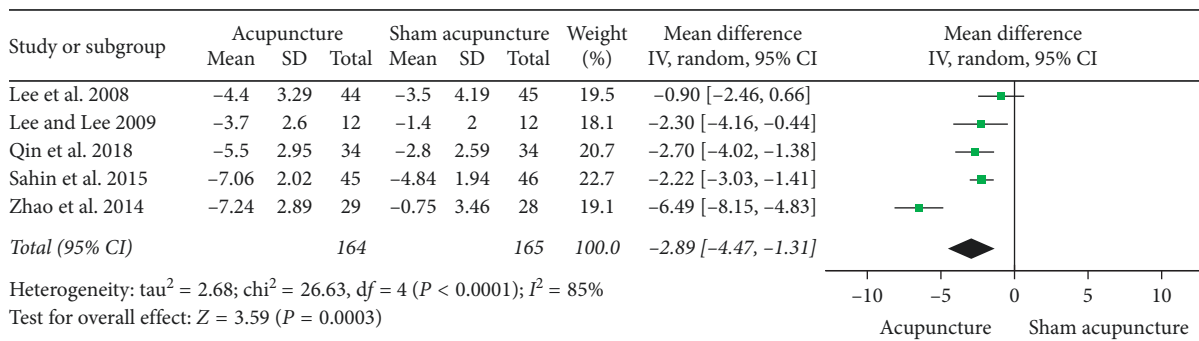 Study or subgroup Acupuncture Sham acupuncture Weight (%) Mean difference IV, random, 95% CI Mean difference IV, random, 95% CI
Mean SD Total Mean SD Total
Lee et al. 2008 –4.4 3.29 44 –3.5 4.19 45 19.5 –0.90 [–2.46, 0.66]
Lee and Lee 2009 –3.7 2.6 12 –1.4 2 12 18.1 –2.30 [–4.16, –0.44]
Qin et al. 2018 –5.5 2.95 34 –2.8 2.59 34 20.7 –2.70 [–4.02, –1.38]
Sahin et al. 2015 –7.06 2.02 45 –4.84 1.94 46 22.7 –2.22 [–3.03, –1.41]
Zhao et al. 2014 –7.24 2.89 29 –0.75 3.46 28 19.1 –6.49 [–8.15, –4.83]
Total (95% CI) 164 165 100.0 –2.89 [–4.47, –1.31]
Heterogeneity: tau² = 2.68; chi² = 26.63, df = 4 (P < 0.0001); I² = 85%
Test for overall effect: Z = 3.59 (P = 0.0003)
–10 –5 0 5 10
Acupuncture Sham acupuncture